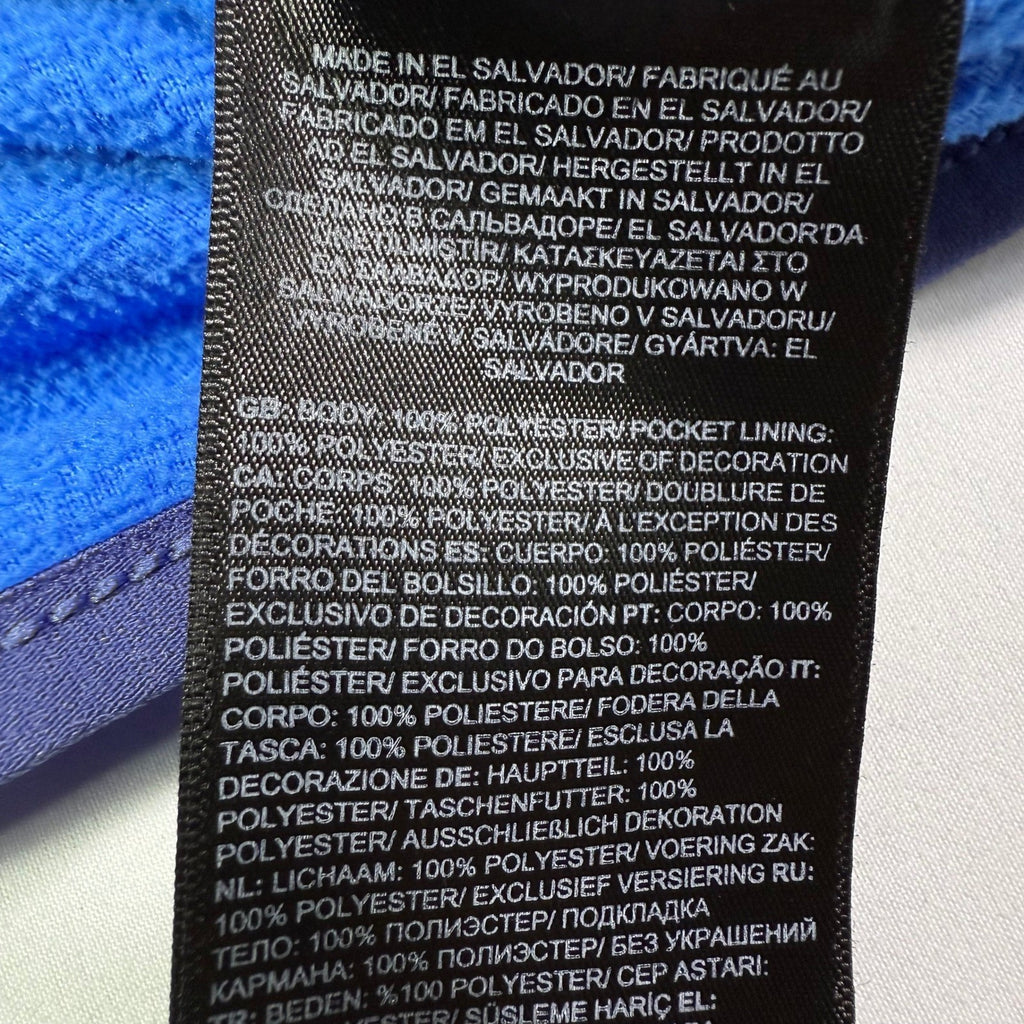 MADE IN EL SALVADOR/ FABRIQUÉ AU
SALVADOR/ FABRICADO EN EL SALVADOR/
FABRICADO EM EL SALVADOR/ PRODOTTO
AD EL SALVADOR/ HERGESTELLT IN EL
SALVADOR/ GEMAAKT IN SALVADOR/
СДЕЛАНО В САЛЬВАДОРЕ/ EL SALVADOR'DA
ΚΑΤΑΣΚΕΥΑΖΕΤΑΙ ΣΤΟ
WYPRODUKOWANO W
SALWADORZE/ VYROBENO V SALVADORU/
VYROBENÉ V SALVÁDORE/ GYÁRTVA: EL
SALVADOR
GB: BODY: 100% POLYESTER/ POCKET LINING:
100% POLYESTER/ EXCLUSIVE OF DECORATION
CA: CORPS: 100% POLYESTER/ DOUBLURE DE
POCHE: 100% POLYESTER/ À L'EXCEPTION DES
DÉCORATIONS ES: CUERPO: 100% POLIÉSTER/
FORRO DEL BOLSILLO: 100% POLIÉSTER/
EXCLUSIVO DE DECORACIÓN PT: CORPO: 100%
POLIÉSTER/ FORRO DO BOLSO: 100%
POLIÉSTER/ EXCLUSIVO PARA DECORAÇÃO IT:
CORPO: 100% POLIESTERE/ FODERA DELLA
TASCA: 100% POLIESTERE/ ESCLUSA LA
DECORAZIONE DE: HAUPTTEIL: 100%
POLYESTER/ TASCHENFUTTER: 100%
POLYESTER/ AUSSCHLIEßLICH DEKORATION
NL: LICHAAM: 100% POLYESTER/ VOERING ZAK:
100% POLYESTER/ EXCLUSIEF VERSIERING RU:
ТЕЛО: 100% ПОЛИЭСТЕР/ ПОДКЛАДКА
КАРМАНА: 100% ПОЛИЭСТЕР/ БЕЗ УКРАШЕНИЙ
TR: BEDEN: %100 POLYESTER/ CEP ASTARI:
SÜSLEME HARİÇ EL: